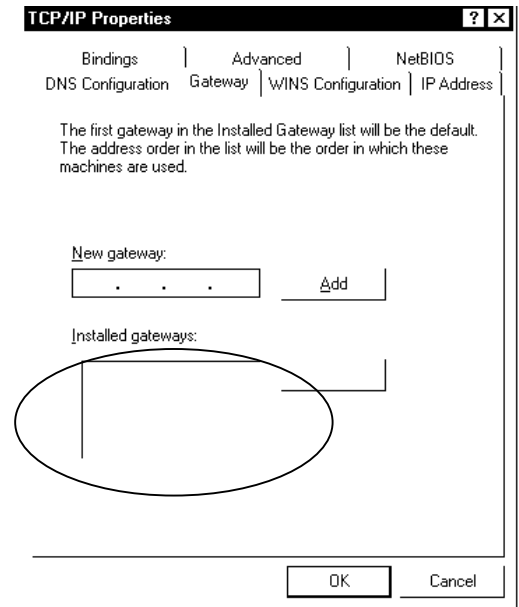 TCP/IP Properties ? ×
Bindings Advanced NetBIOS
DNS Configuration Gateway WINS Configuration IP Address
The first gateway in the Installed Gateway list will be the default.
The address order in the list will be the order in which these
machines are used.
New gateway:
. . . Add
Installed gateways:
OK Cancel